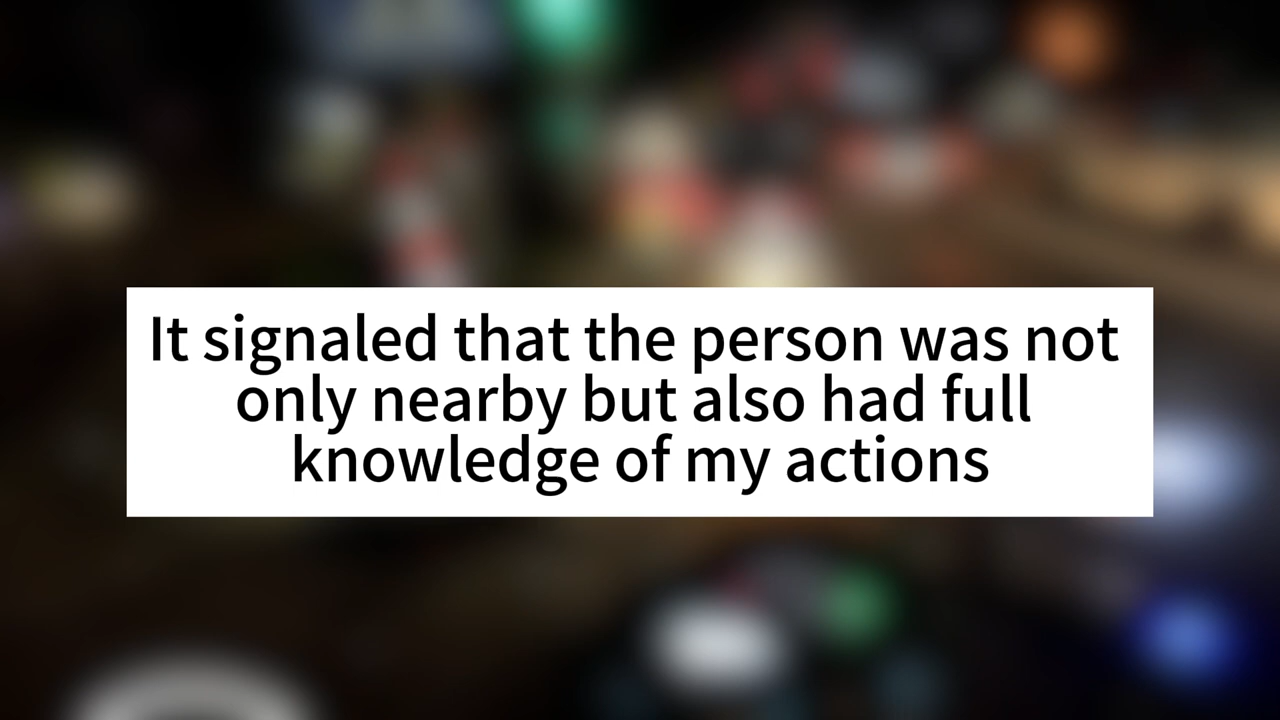 It signaled that the person was not
only nearby but also had full
knowledge of my actions